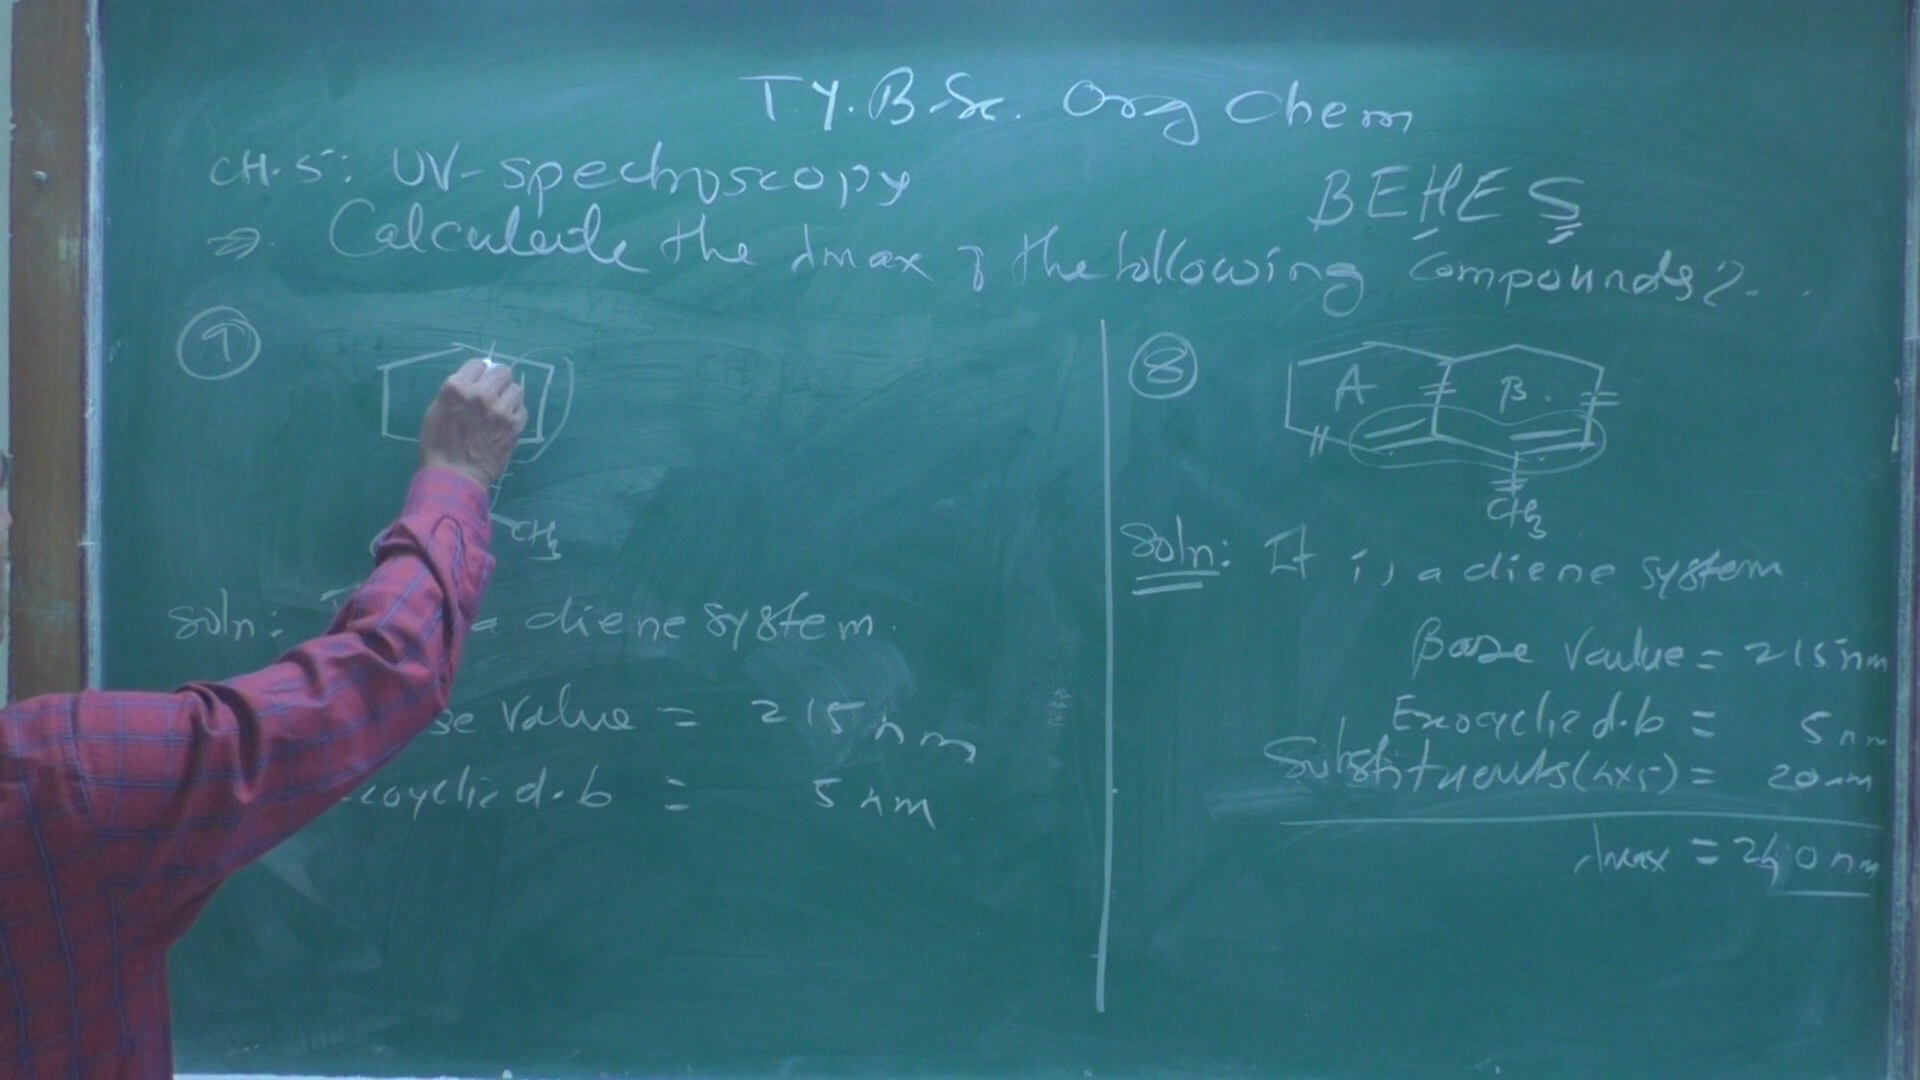 T.Y.B.Sc. Org Chem
CH.5: UV-spectroscopy
BEHES
⇒ Calculate the λmax of the following compounds?
7
CH3
soln: a diene system.
se value = 215 nm
cocyclic d.b = 5 nm
8
A B
CH3
Soln: It is a diene system
Base value = 215 nm
Exocyclic d.b = 5 nm
Substituents (4x5) = 20 nm
λmax = 240 nm